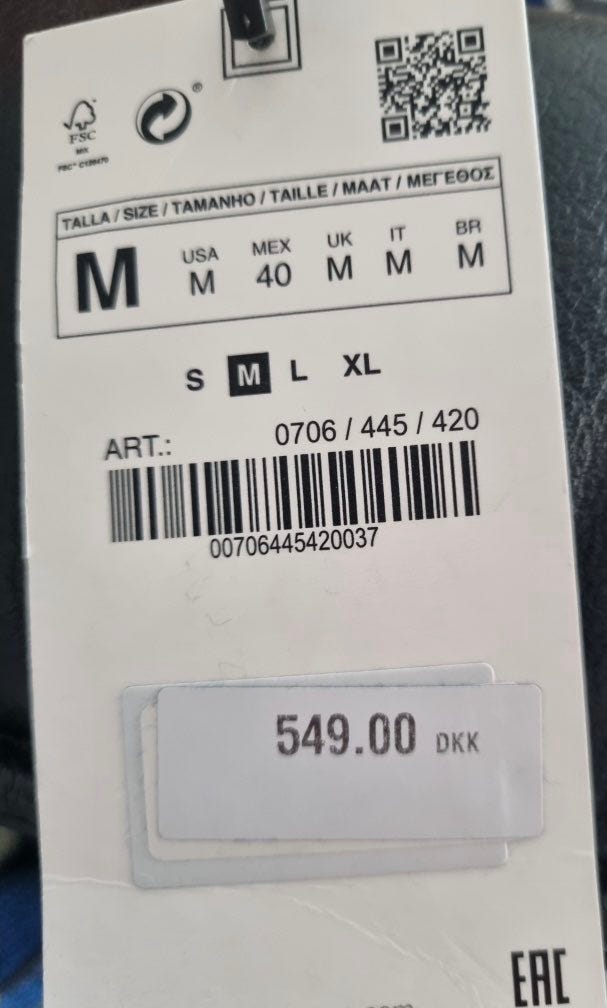 ®
FSC
MIX
TALLA / SIZE / TAMANHO / TAILLE / MAAT / ΜΕΓΕΘΟΣ
M
USA MEX UK IT BR
M 40 M M M
S M L XL
ART.: 0706 / 445 / 420
00706445420037
549.00 DKK
EAC